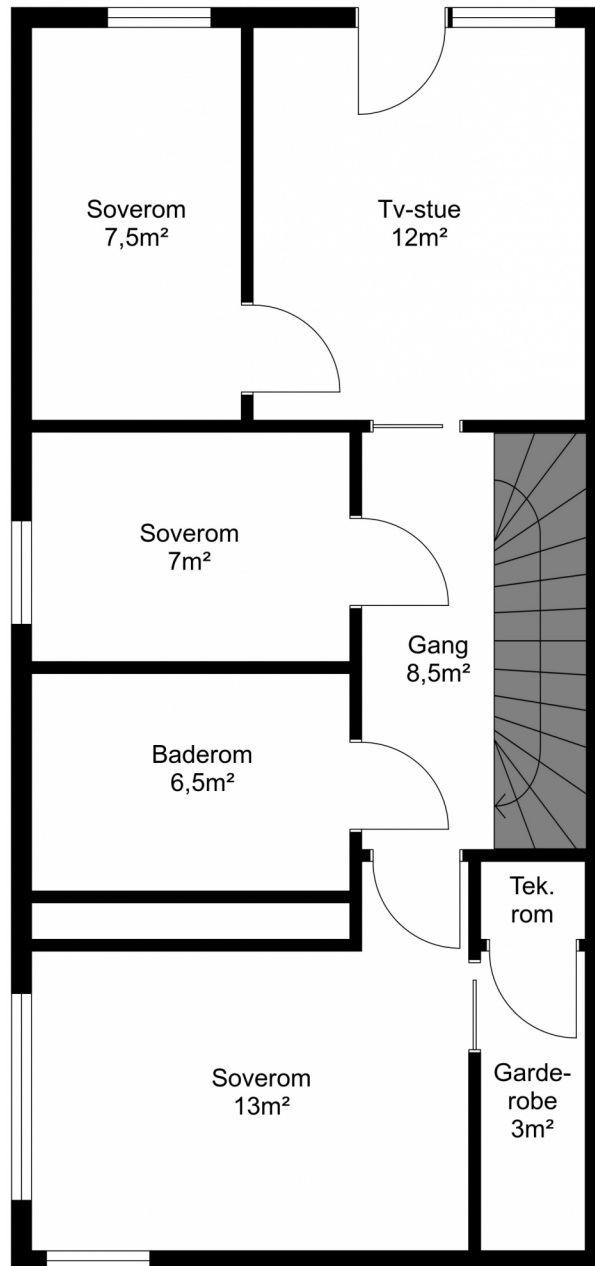 Soverom
7,5m²
Tv-stue
12m²
Soverom
7m²
Gang
8,5m²
Baderom
6,5m²
Tek.
rom
Soverom
13m²
Garde-
robe
3m²